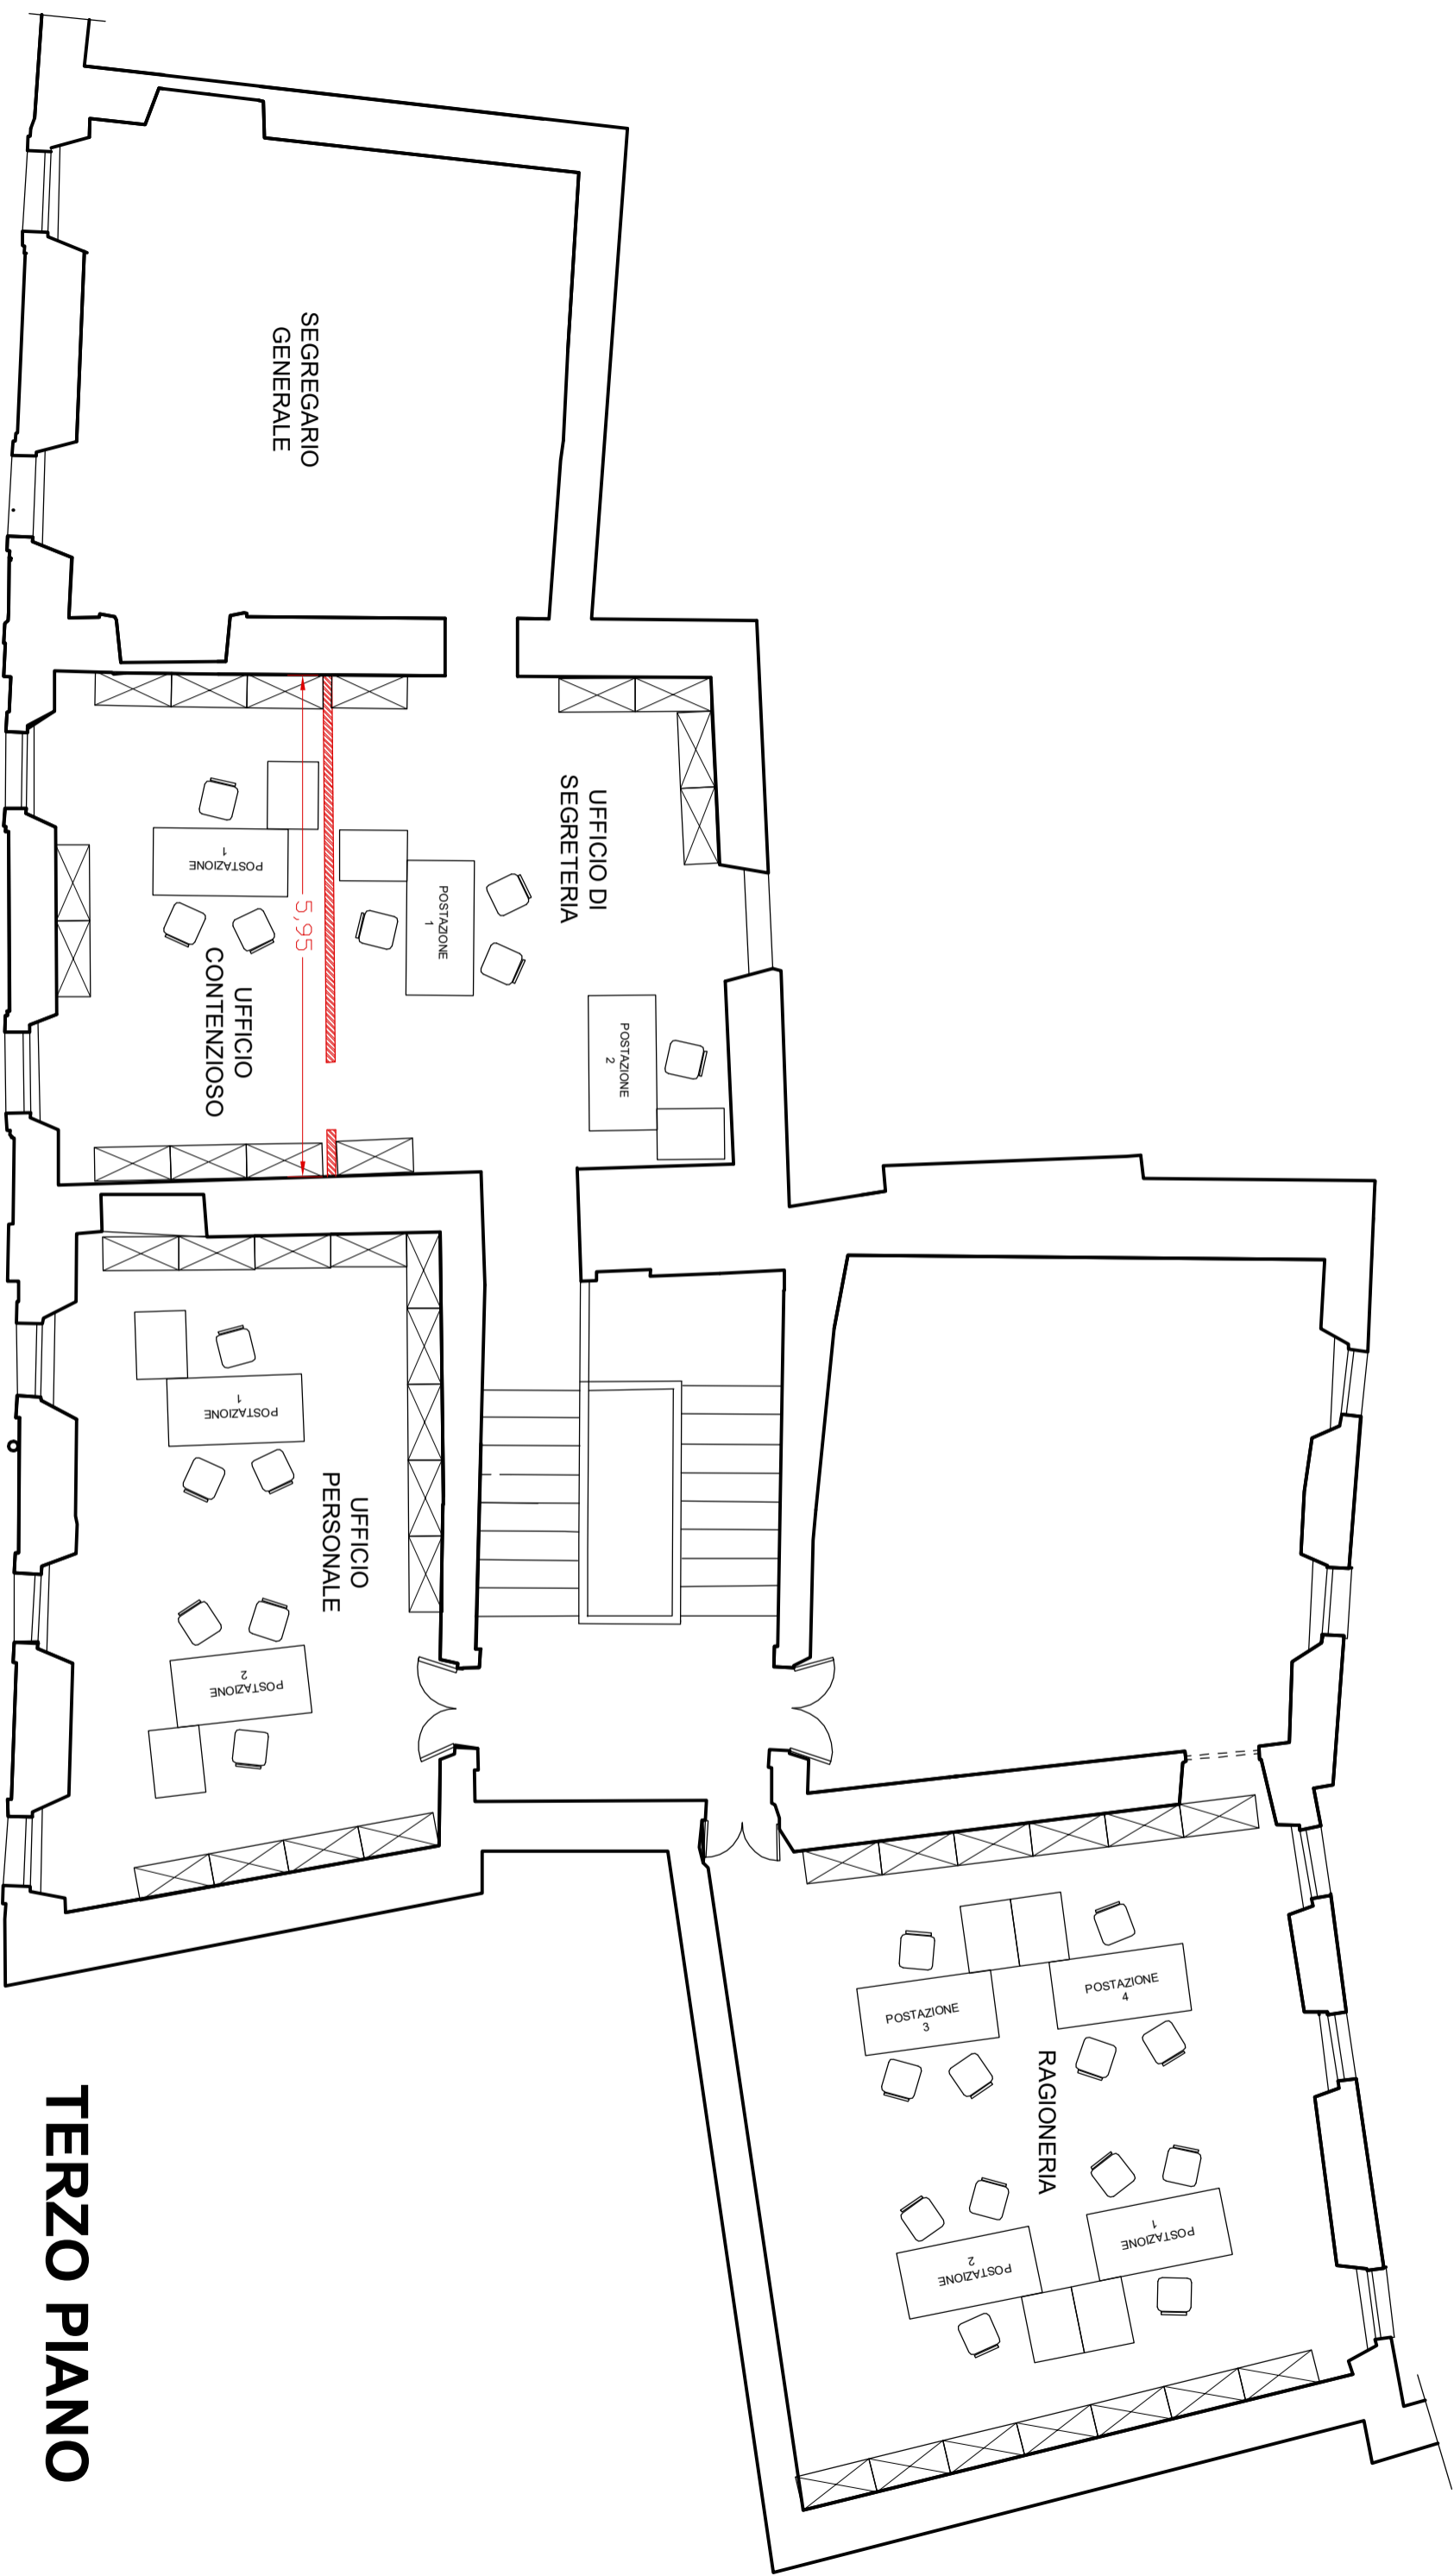 SEGREGARIO
GENERALE
UFFICIO DI
SEGRETERIA
POSTAZIONE
1
POSTAZIONE
2
5,95
POSTAZIONE
1
UFFICIO
CONTENZIOSO
POSTAZIONE
1
UFFICIO
PERSONALE
POSTAZIONE
2
POSTAZIONE
4
POSTAZIONE
3
RAGIONERIA
POSTAZIONE
1
POSTAZIONE
2
TERZO PIANO